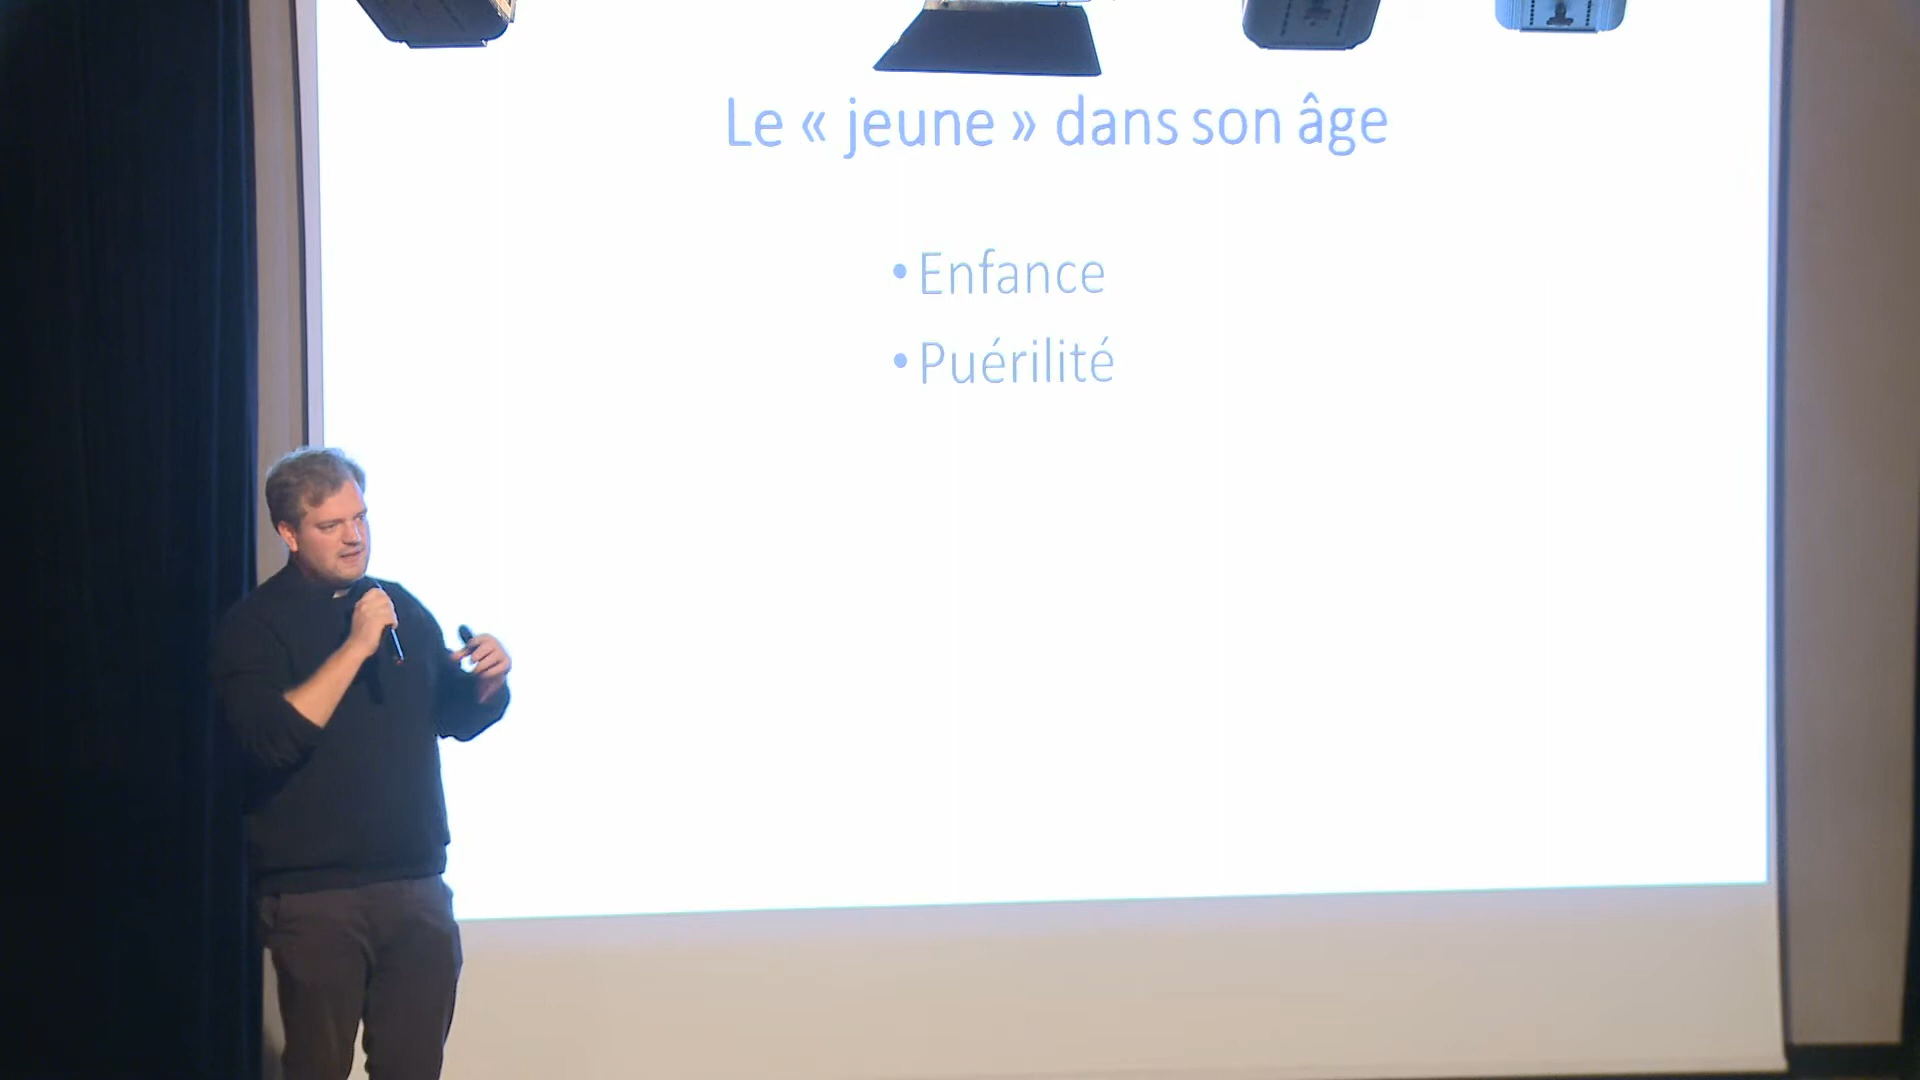 Le « jeune » dans son âge
• Enfance
• Puérilité